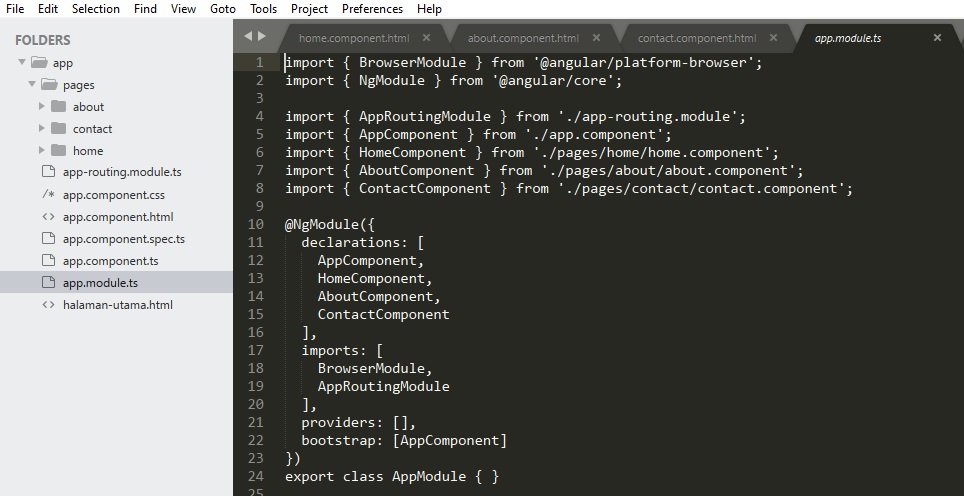 File Edit Selection Find View Goto Tools Project Preferences Help
FOLDERS
app
pages
about
contact
home
app-routing.module.ts
/* app.component.css
<> app.component.html
app.component.spec.ts
app.component.ts
app.module.ts
<> halaman-utama.html
home.component.html × about.component.html × contact.component.html × app.module.ts ×
1 import { BrowserModule } from '@angular/platform-browser';
2 import { NgModule } from '@angular/core';
3
4 import { AppRoutingModule } from './app-routing.module';
5 import { AppComponent } from './app.component';
6 import { HomeComponent } from './pages/home/home.component';
7 import { AboutComponent } from './pages/about/about.component';
8 import { ContactComponent } from './pages/contact/contact.component';
9
10 @NgModule({
11   declarations: [
12     AppComponent,
13     HomeComponent,
14     AboutComponent,
15     ContactComponent
16   ],
17   imports: [
18     BrowserModule,
19     AppRoutingModule
20   ],
21   providers: [],
22   bootstrap: [AppComponent]
23 })
24 export class AppModule { }
25